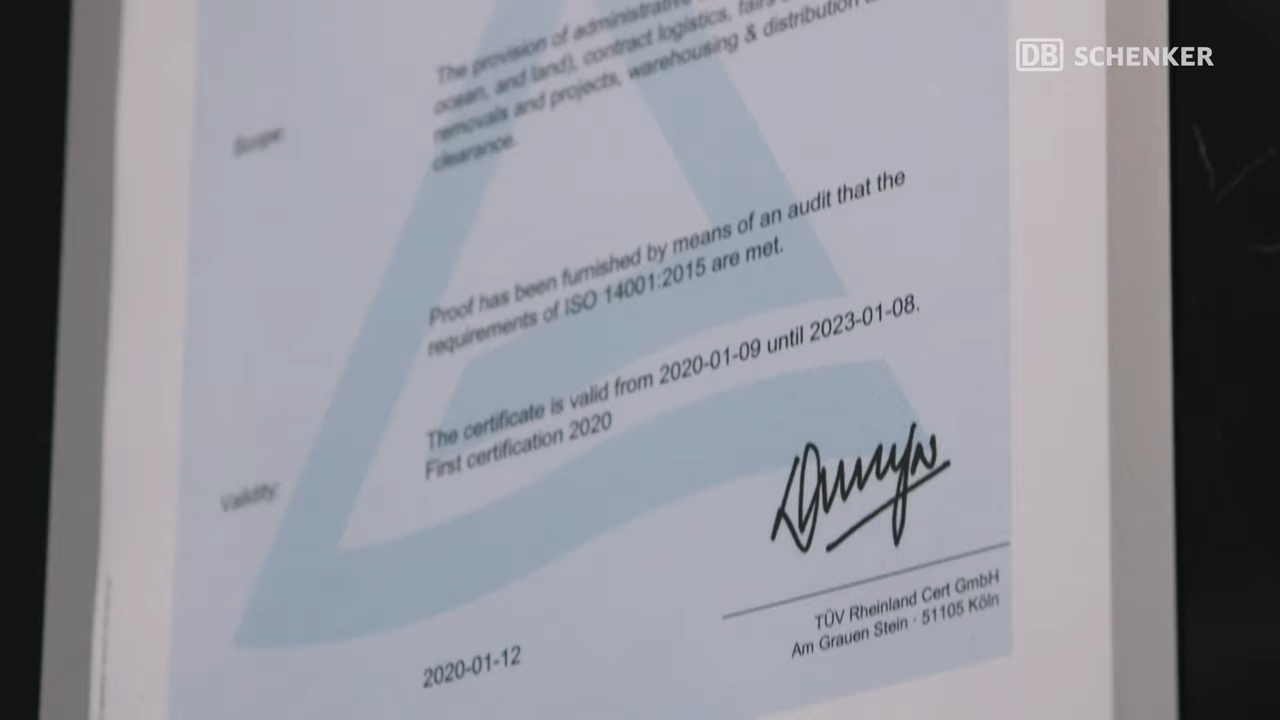 DB SCHENKER
Scope:
The provision of administrative
ocean, and land), contract logistics, fairs
removals and projects, warehousing & distribution
clearance.
Proof has been furnished by means of an audit that the
requirements of ISO 14001:2015 are met.
Validity:
The certificate is valid from 2020-01-09 until 2023-01-08.
First certification 2020
TÜV Rheinland Cert GmbH
Am Grauen Stein · 51105 Köln
2020-01-12